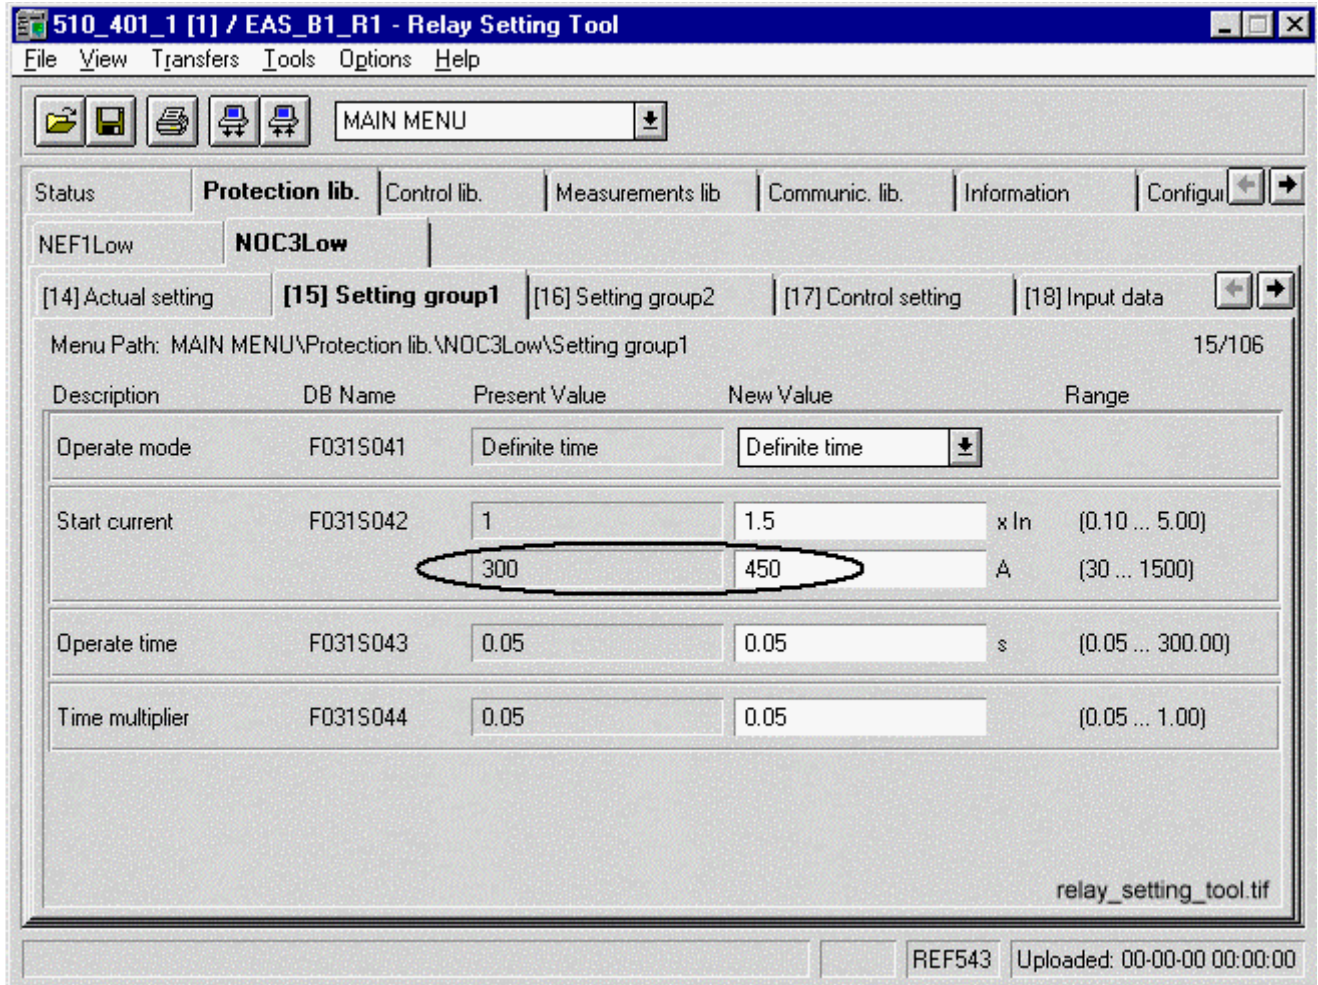 510_401_1 [1] / EAS_B1_R1 - Relay Setting Tool
File View Transfers Tools Options Help
MAIN MENU
Status Protection lib. Control lib. Measurements lib Communic. lib. Information Configur
NEF1Low NOC3Low
[14] Actual setting [15] Setting group1 [16] Setting group2 [17] Control setting [18] Input data
Menu Path: MAIN MENU\Protection lib.\NOC3Low\Setting group1 15/106
Description DB Name Present Value New Value Range
Operate mode F031S041 Definite time Definite time
Start current F031S042 1 1.5 x In (0.10 ... 5.00)
300 450 A (30 ... 1500)
Operate time F031S043 0.05 0.05 s (0.05 ... 300.00)
Time multiplier F031S044 0.05 0.05 (0.05 ... 1.00)
relay_setting_tool.tif
REF543 Uploaded: 00-00-00 00:00:00